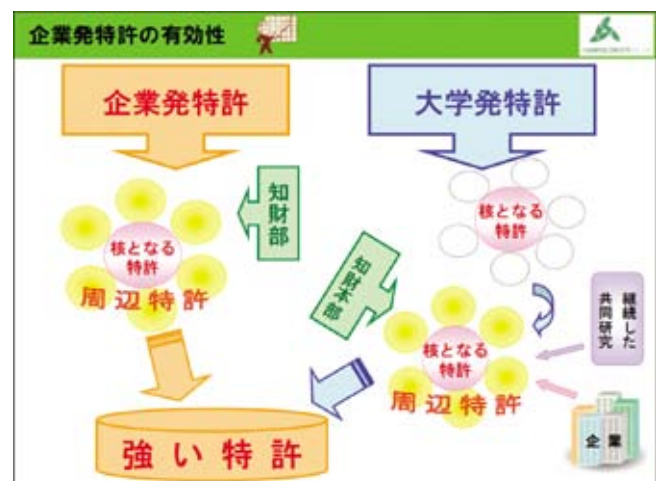 企業発特許の有効性
企業発特許
大学発特許
知財部
核となる
特許
周辺特許
核となる
特許
知財本部
核となる
特許
周辺特許
継続した
共同研究
企業
強い特許